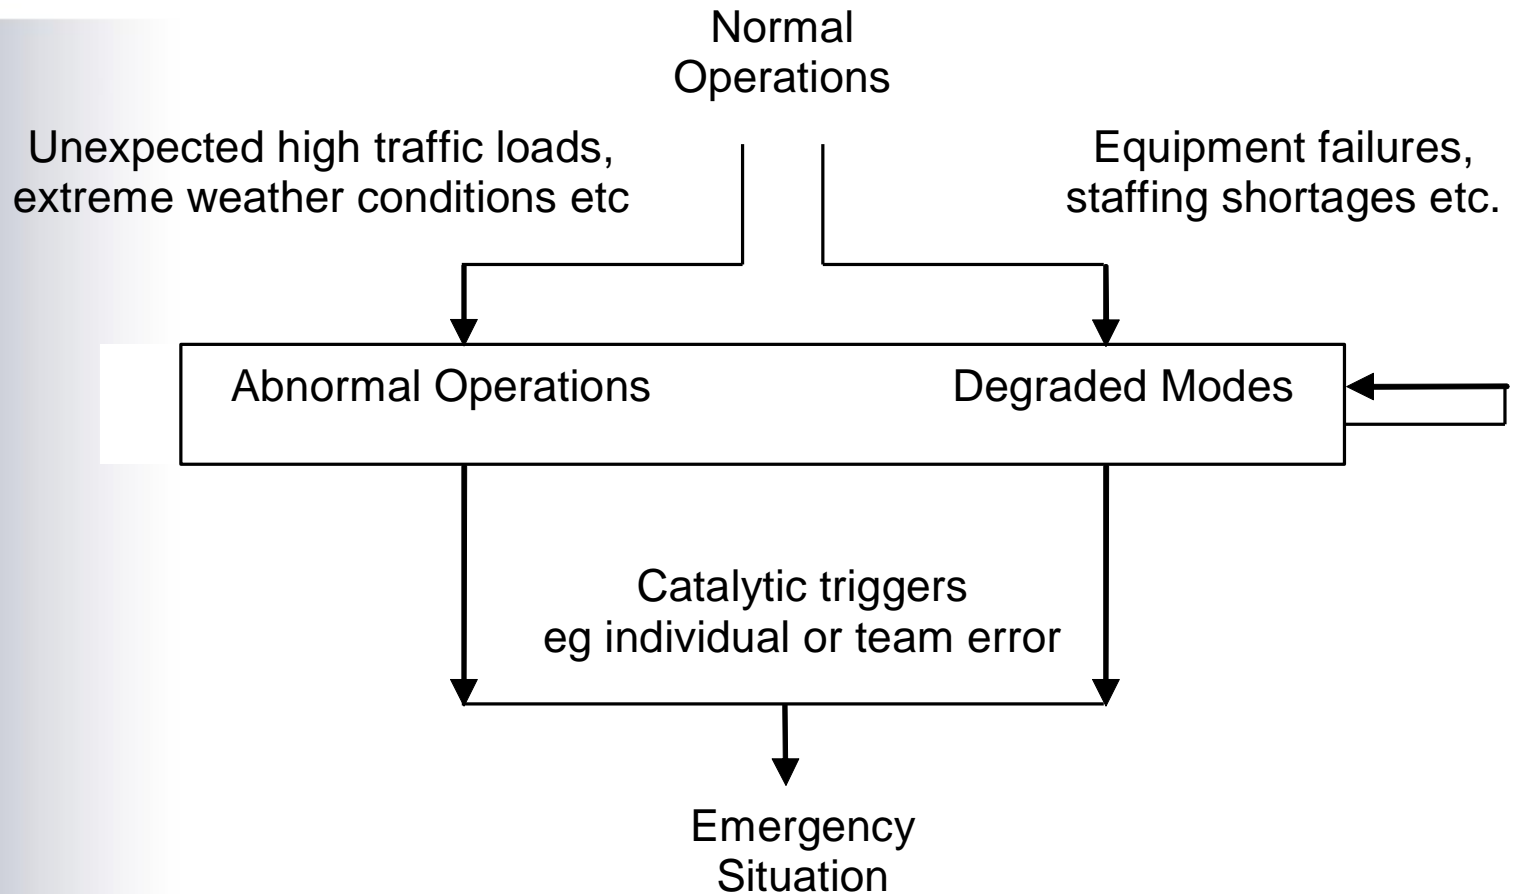 Normal
Operations
Unexpected high traffic loads,
extreme weather conditions etc
Equipment failures,
staffing shortages etc.
Abnormal Operations
Degraded Modes
Catalytic triggers
eg individual or team error
Emergency
Situation